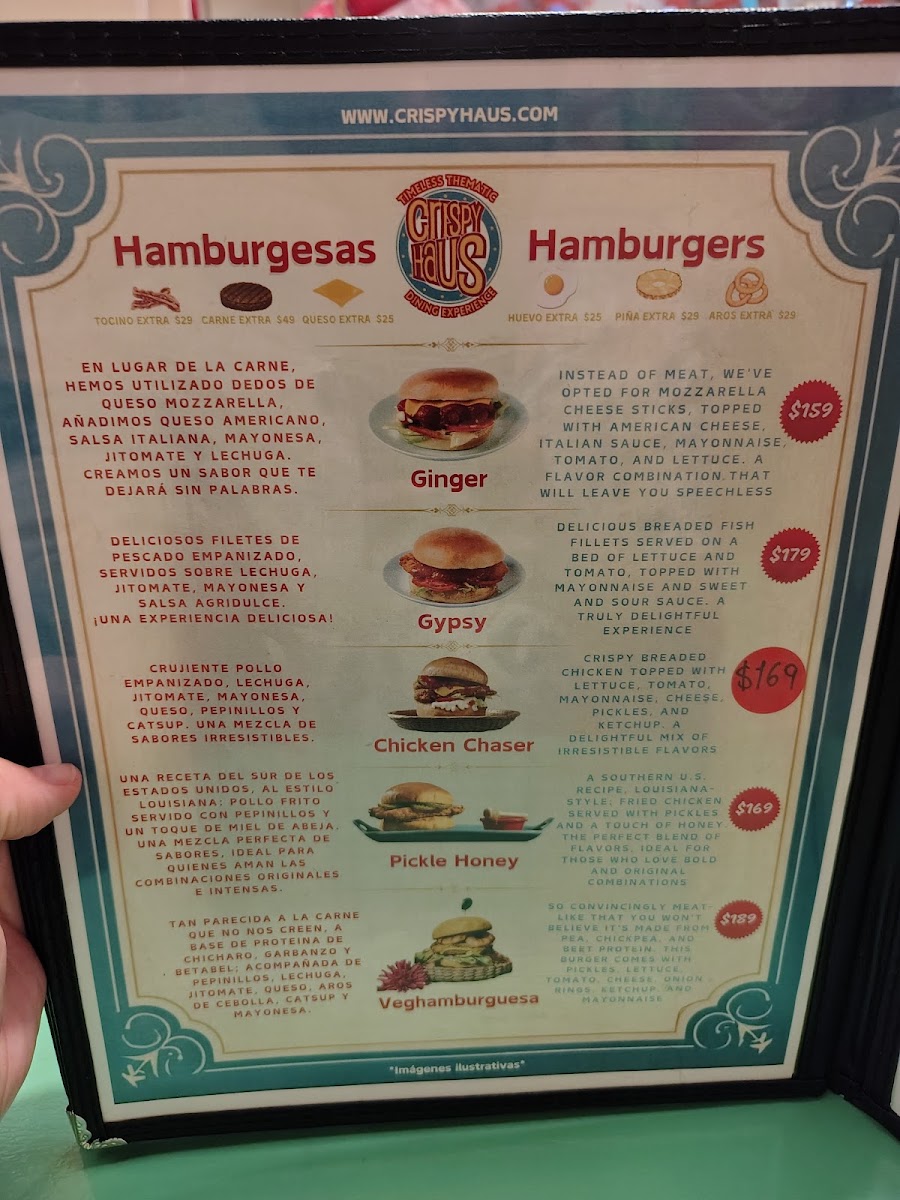 WWW.CRISPYHAUS.COM
TIMELESS THEMATIC
CRISPY
HAUS
DINING EXPERIENCE
Hamburgesas
Hamburgers
TOCINO EXTRA $29
CARNE EXTRA $49
QUESO EXTRA $25
HUEVO EXTRA $25
PIÑA EXTRA $29
AROS EXTRA $29
EN LUGAR DE LA CARNE,
HEMOS UTILIZADO DEDOS DE
QUESO MOZZARELLA,
AÑADIMOS QUESO AMERICANO,
SALSA ITALIANA, MAYONESA,
JITOMATE Y LECHUGA.
CREAMOS UN SABOR QUE TE
DEJARÁ SIN PALABRAS.
Ginger
INSTEAD OF MEAT, WE'VE
OPTED FOR MOZZARELLA
CHEESE STICKS, TOPPED
WITH AMERICAN CHEESE,
ITALIAN SAUCE, MAYONNAISE,
TOMATO, AND LETTUCE. A
FLAVOR COMBINATION THAT
WILL LEAVE YOU SPEECHLESS
$159
DELICIOSOS FILETES DE
PESCADO EMPANIZADO,
SERVIDOS SOBRE LECHUGA,
JITOMATE, MAYONESA Y
SALSA AGRIDULCE.
¡UNA EXPERIENCIA DELICIOSA!
Gypsy
DELICIOUS BREADED FISH
FILLETS SERVED ON A
BED OF LETTUCE AND
TOMATO, TOPPED WITH
MAYONNAISE AND SWEET
AND SOUR SAUCE. A
TRULY DELIGHTFUL
EXPERIENCE
$179
CRUJIENTE POLLO
EMPANIZADO, LECHUGA,
JITOMATE, MAYONESA,
QUESO, PEPINILLOS Y
CATSUP. UNA MEZCLA DE
SABORES IRRESISTIBLES.
Chicken Chaser
CRISPY BREADED
CHICKEN TOPPED WITH
LETTUCE, TOMATO,
MAYONNAISE, CHEESE,
PICKLES, AND
KETCHUP. A
DELIGHTFUL MIX OF
IRRESISTIBLE FLAVORS
$169
UNA RECETA DEL SUR DE LOS
ESTADOS UNIDOS, AL ESTILO
LOUISIANA: POLLO FRITO
SERVIDO CON PEPINILLOS Y
UN TOQUE DE MIEL DE ABEJA.
UNA MEZCLA PERFECTA DE
SABORES, IDEAL PARA
QUIENES AMAN LAS
COMBINACIONES ORIGINALES
E INTENSAS.
Pickle Honey
A SOUTHERN U.S.
RECIPE, LOUISIANA-
STYLE: FRIED CHICKEN
SERVED WITH PICKLES
AND A TOUCH OF HONEY.
THE PERFECT BLEND OF
FLAVORS, IDEAL FOR
THOSE WHO LOVE BOLD
AND ORIGINAL
COMBINATIONS
$169
TAN PARECIDA A LA CARNE
QUE NO NOS CREEN, A
BASE DE PROTEINA DE
CHICHARO, GARBANZO Y
BETABEL; ACOMPAÑADA DE
PEPINILLOS, LECHUGA,
JITOMATE, QUESO, AROS
DE CEBOLLA, CATSUP Y
MAYONESA.
Veghamburguesa
SO CONVINCINGLY MEAT-
LIKE THAT YOU WON'T
BELIEVE IT'S MADE FROM
PEA, CHICKPEA, AND
BEET PROTEIN. THIS
BURGER COMES WITH
PICKLES, LETTUCE,
TOMATO, CHEESE, ONION
RINGS, KETCHUP, AND
MAYONNAISE
$189
"Imágenes ilustrativas"